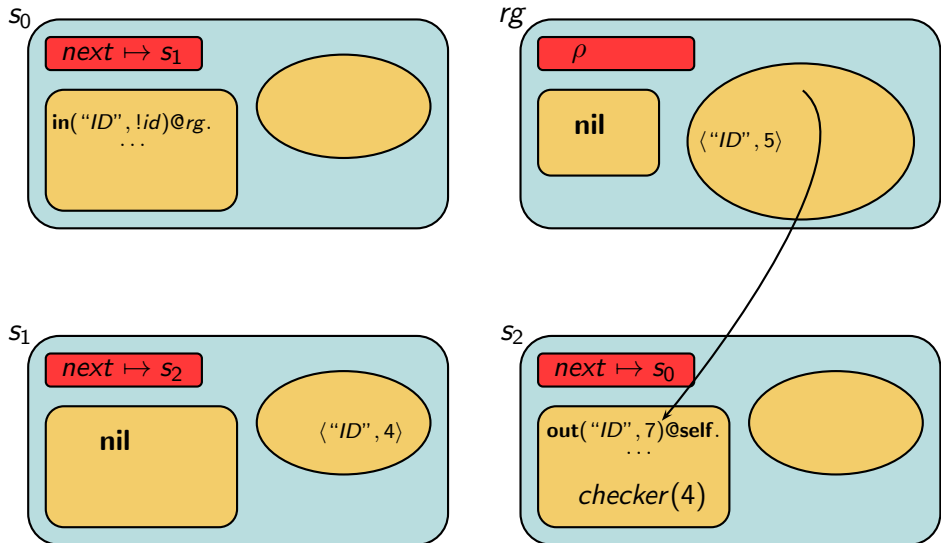 s₀
next ↦ s₁
in(“ID”, !id)@rg.
···
rg
ρ
nil
⟨“ID”, 5⟩
s₁
next ↦ s₂
nil
⟨“ID”, 4⟩
s₂
next ↦ s₀
out(“ID”, 7)@self.
···
checker(4)